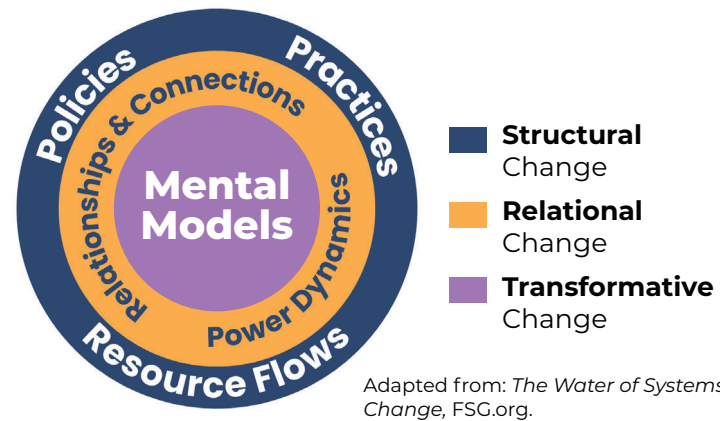 Policies
Practices
Resource Flows
Relationships & Connections
Power Dynamics
Mental
Models
Structural
Change
Relational
Change
Transformative
Change
Adapted from: The Water of Systems
Change, FSG.org.